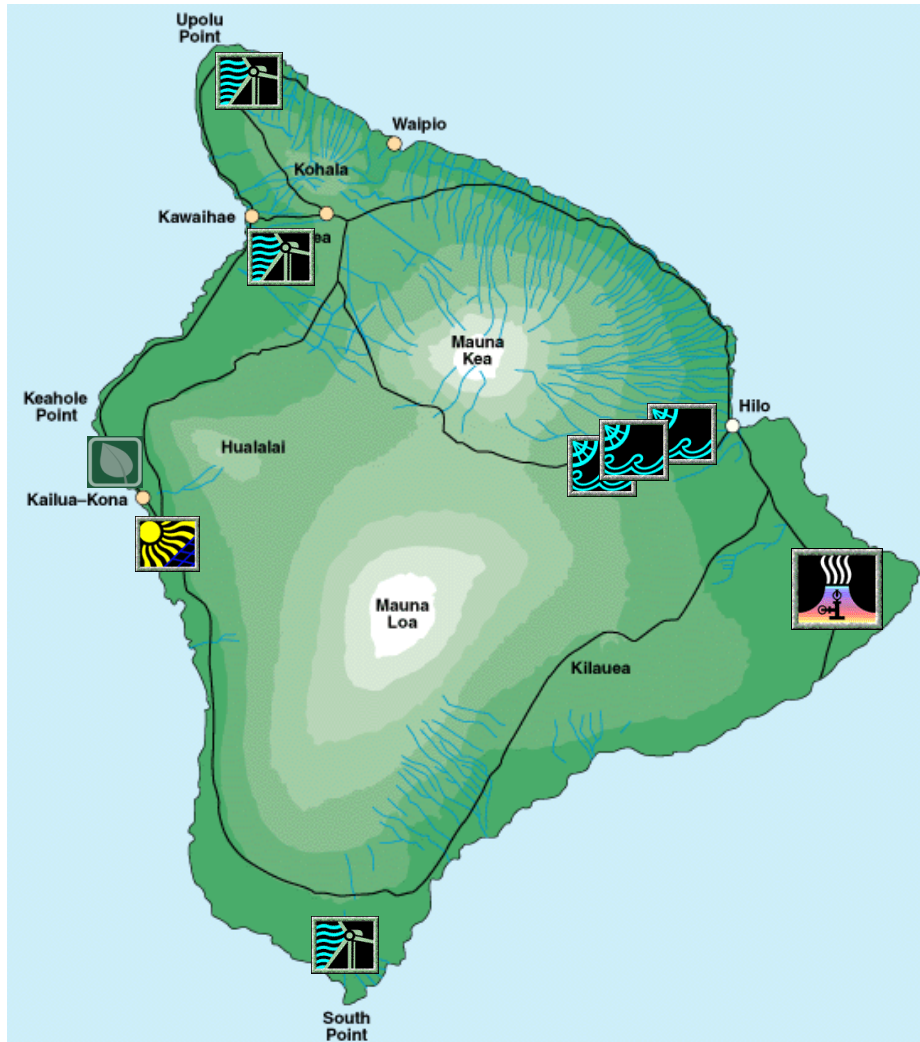 Upolu
Point
Waipio
Kohala
Kawaihae
Mauna
Kea
Keahole
Point
Hilo
Hualalai
Kailua–Kona
Mauna
Loa
Kilauea
South
Point